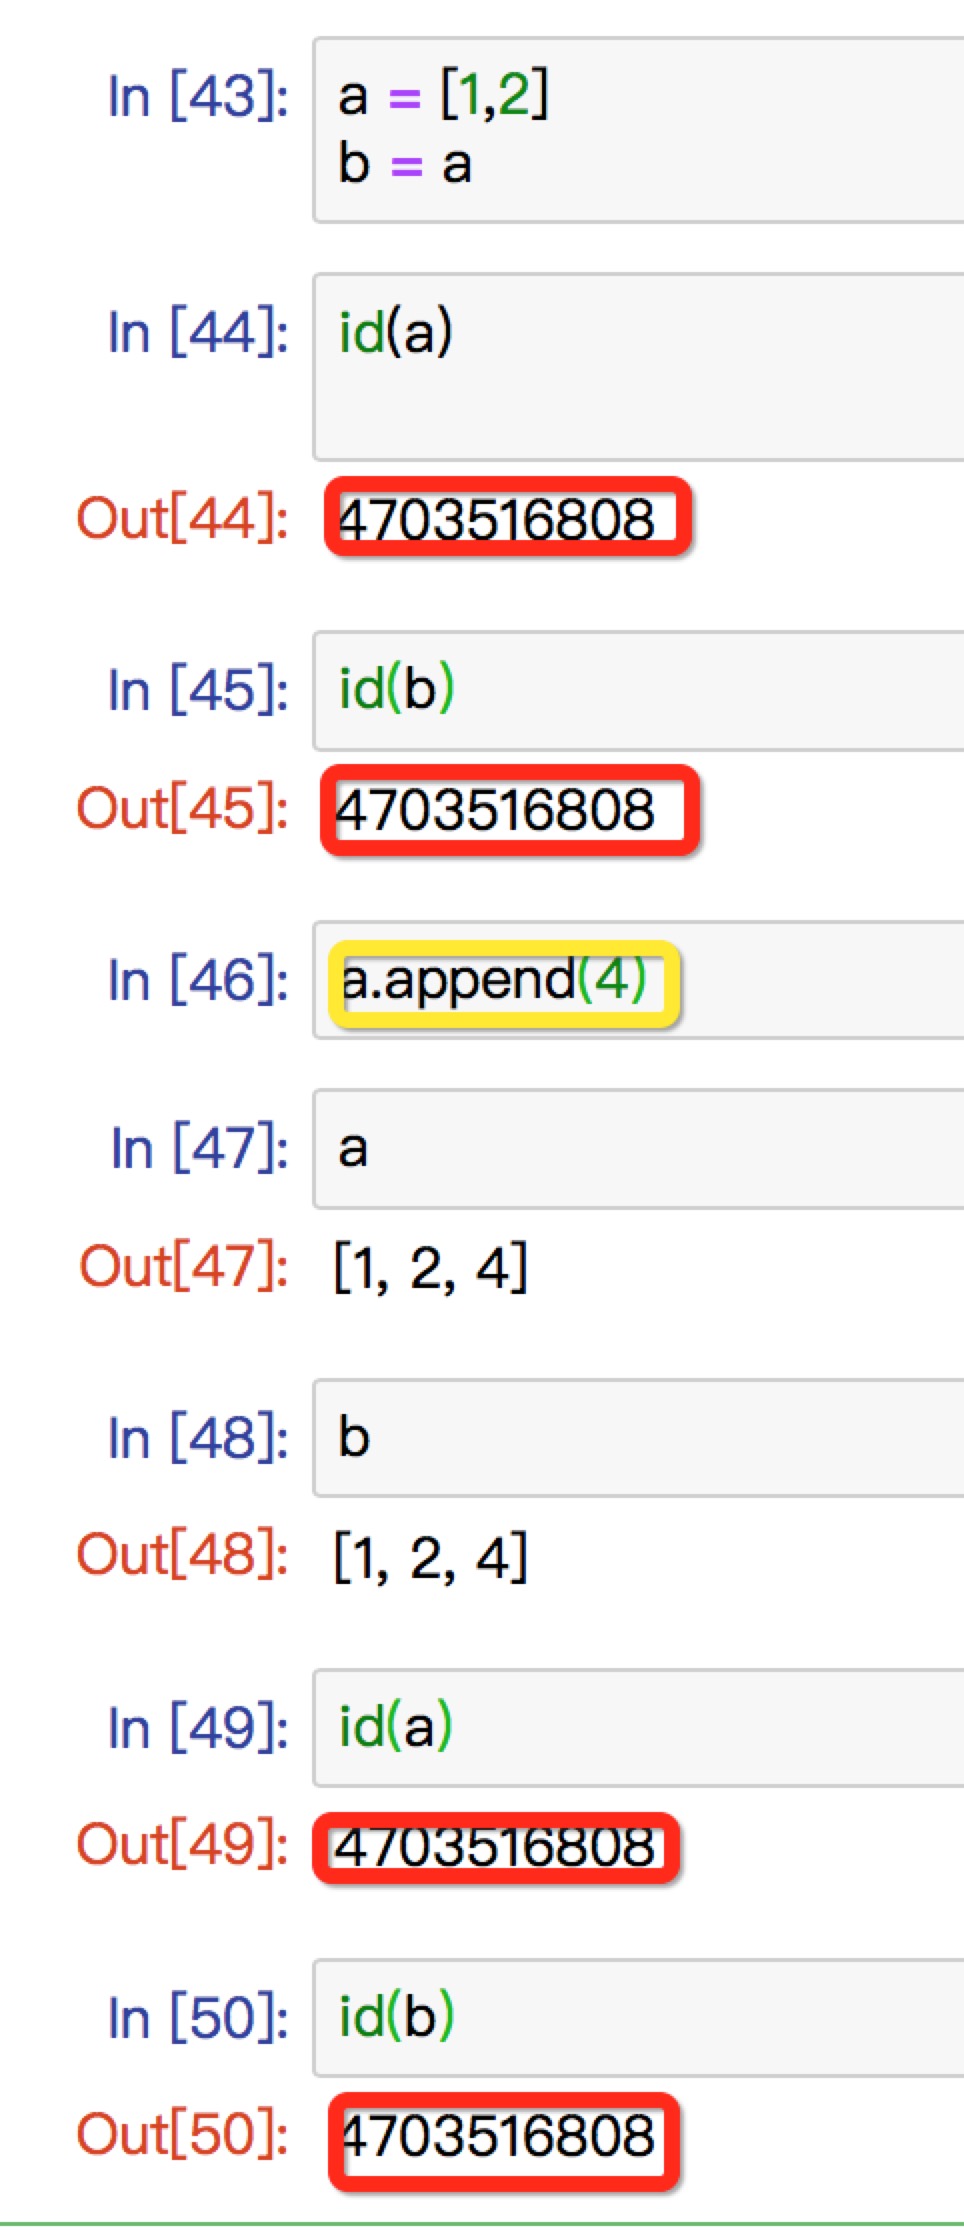 In [43]: a = [1,2]
b = a
In [44]: id(a)
Out[44]: 4703516808
In [45]: id(b)
Out[45]: 4703516808
In [46]: a.append(4)
In [47]: a
Out[47]: [1, 2, 4]
In [48]: b
Out[48]: [1, 2, 4]
In [49]: id(a)
Out[49]: 4703516808
In [50]: id(b)
Out[50]: 4703516808